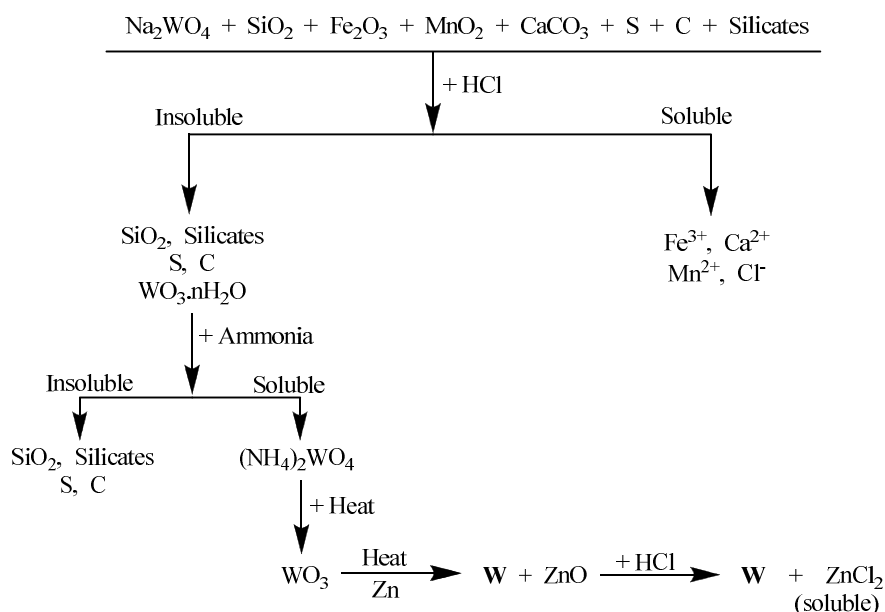 Na₂WO₄ + SiO₂ + Fe₂O₃ + MnO₂ + CaCO₃ + S + C + Silicates
+ HCl
Insoluble
Soluble
SiO₂, Silicates
S, C
WO₃.nH₂O
Fe³⁺, Ca²⁺
Mn²⁺, Cl⁻
+ Ammonia
Insoluble
Soluble
SiO₂, Silicates
S, C
(NH₄)₂WO₄
+ Heat
WO₃
Heat
Zn
W + ZnO
+ HCl
W + ZnCl₂
(soluble)